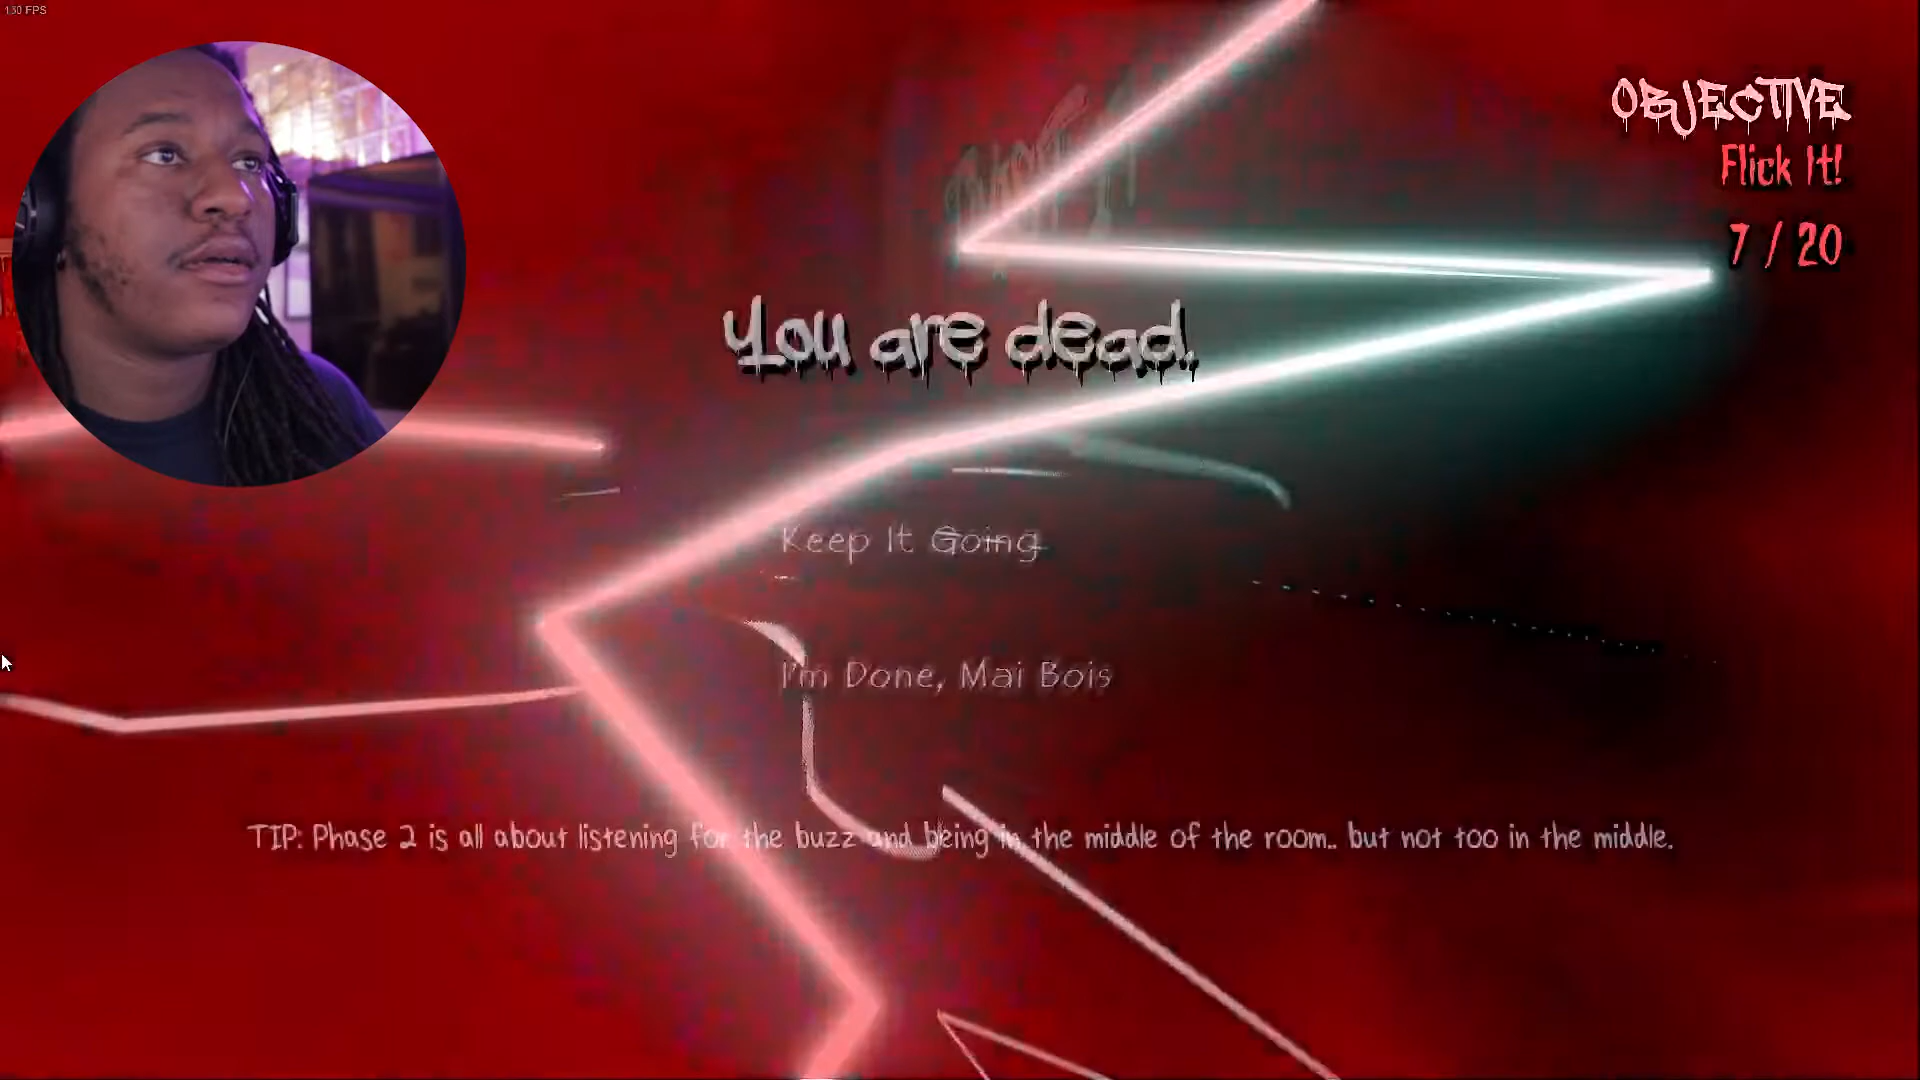 130 FPS
OBJECTIVE
Flick It!
7 / 20
You are dead.
Keep It Going
I'm Done, Mai Bois
TIP: Phase 2 is all about listening for the buzz and being in the middle of the room.. but not too in the middle.